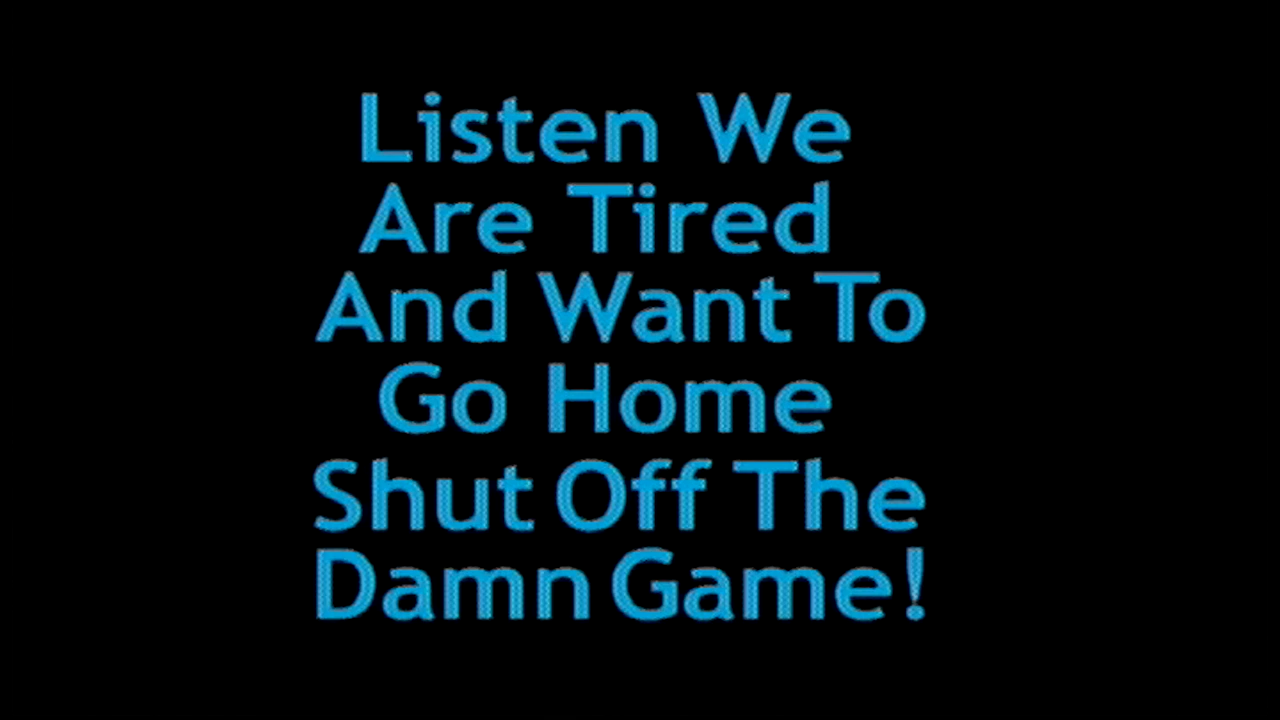 Listen We
Are Tired
And Want To
Go Home
Shut Off The
Damn Game!